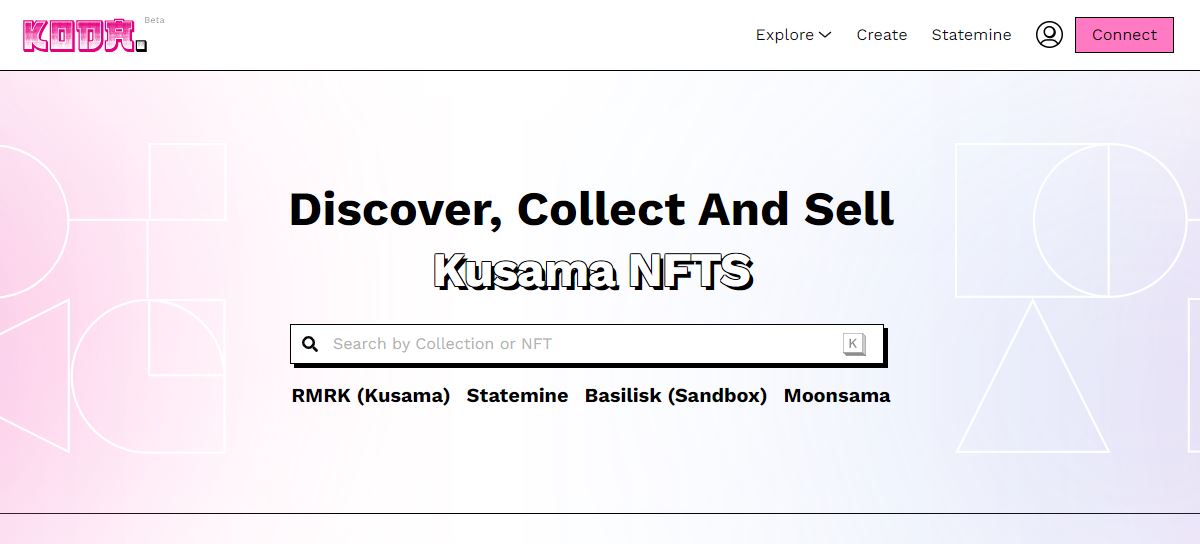 KODA. Beta
Explore Create Statemine Connect
Discover, Collect And Sell
Kusama NFTS
Search by Collection or NFT K
RMRK (Kusama) Statemine Basilisk (Sandbox) Moonsama